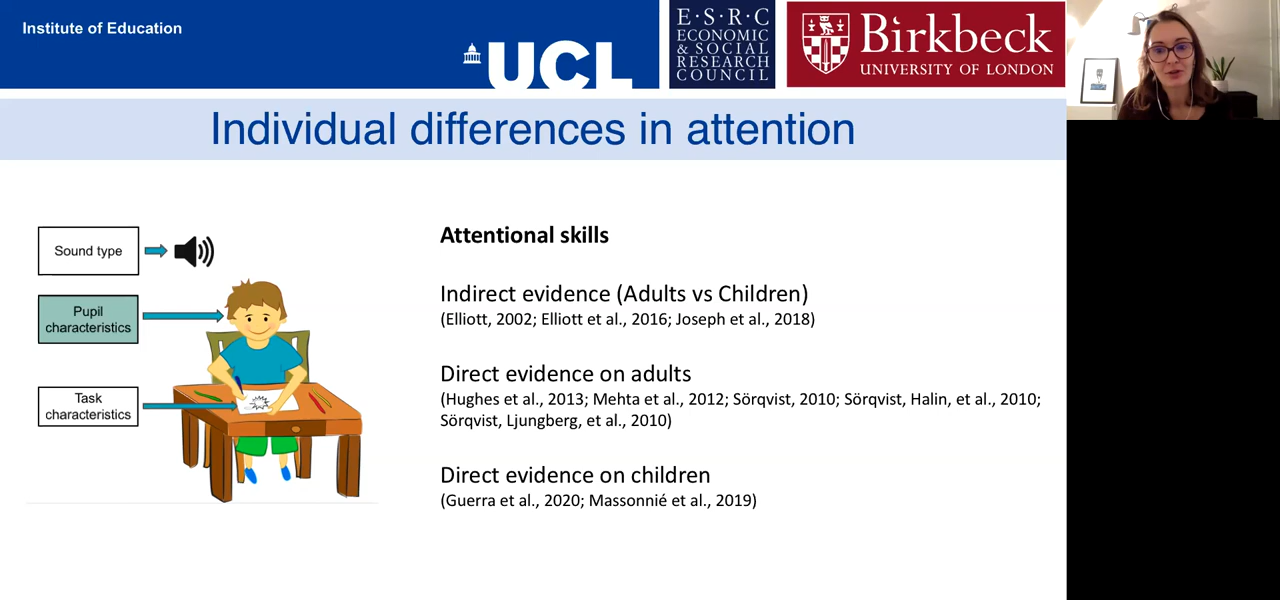 Institute of Education
UCL
E·S·R·C
ECONOMIC
& SOCIAL
RESEARCH
COUNCIL
Birkbeck
UNIVERSITY OF LONDON
Individual differences in attention
Sound type
Pupil
characteristics
Task
characteristics
Attentional skills
Indirect evidence (Adults vs Children)
(Elliott, 2002; Elliott et al., 2016; Joseph et al., 2018)
Direct evidence on adults
(Hughes et al., 2013; Mehta et al., 2012; Sörqvist, 2010; Sörqvist, Halin, et al., 2010;
Sörqvist, Ljungberg, et al., 2010)
Direct evidence on children
(Guerra et al., 2020; Massonnié et al., 2019)